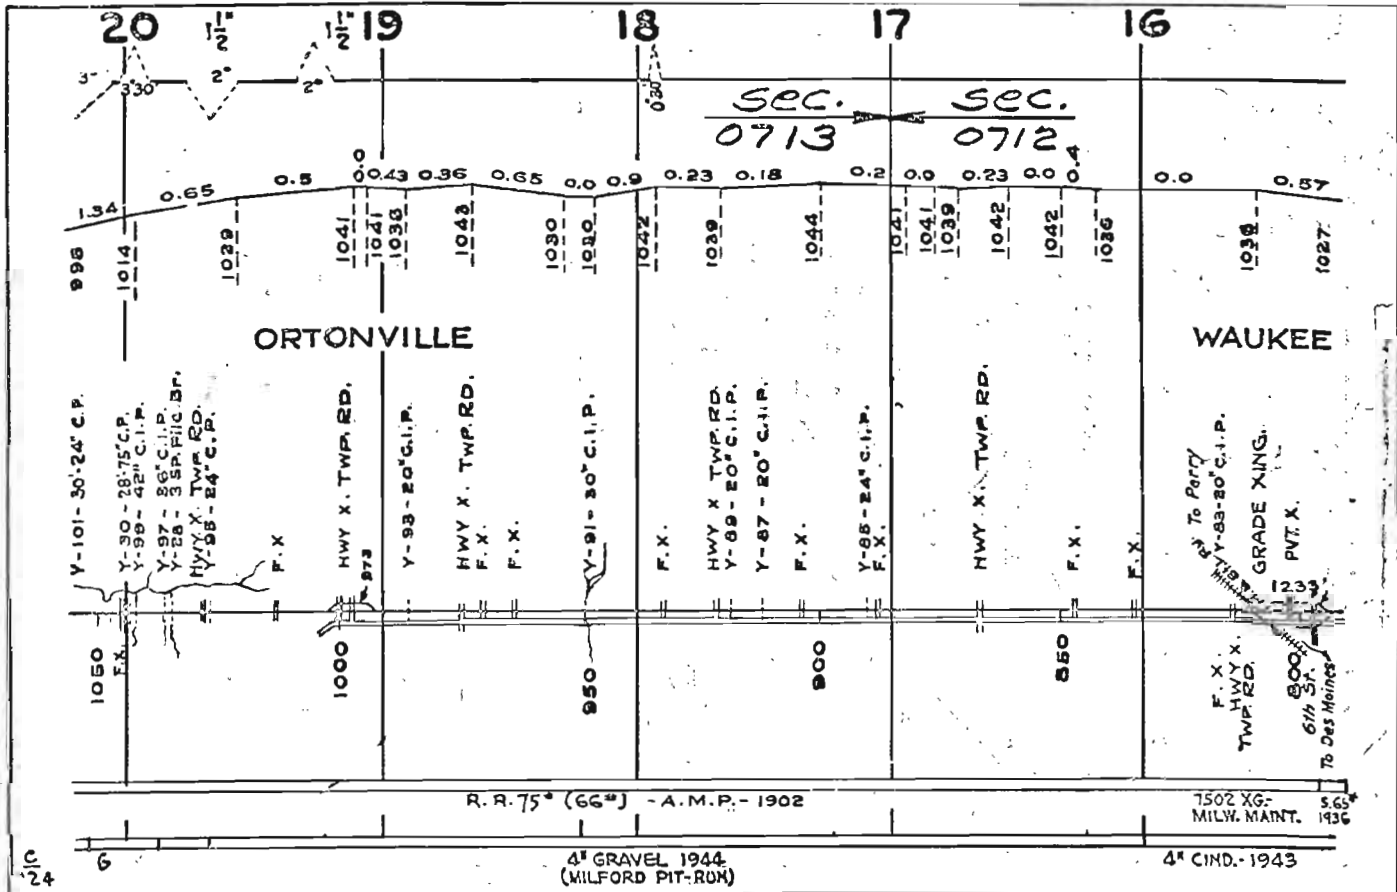 20 1½" 1½" 19 18 17 16
3° 330' 2° 2° 030'
SEC. 0713 SEC. 0712
1.34 0.65 0.5 0.0 0.43 0.36 0.65 0.0 0.9 0.23 0.18 0.2 0.0 0.23 0.0 0.4 0.0 0.57
998 1014 1029 1041 1041 1038 1043 1030 1030 1042 1039 1044 1041 1041 1039 1042 1042 1036 1038 1027
ORTONVILLE WAUKEE
Y-101-30'-24" C.P.
Y-30-28'-75" C.P.
Y-99-42" C.I.P.
Y-97-36" C.I.P.
Y-28-3 SP. Pile Br.
HWY. X. TWP. RD.
Y-95-24" C.P.
F. X.
HWY X. TWP. RD.
973
Y-93-20" C.I.P.
HWY X. TWP. RD.
F. X.
F. X.
Y-91-30" C.I.P.
F. X.
HWY X TWP. RD.
Y-89-20" C.I.P.
Y-87-20" C.I.P.
F. X.
Y-85-24" C.I.P.
F. X.
HWY X. TWP. RD.
F. X.
F. X.
To Perry
Y-83-20" C.I.P.
GRADE XING.
PVT. X.
1233'
1050 F.X. 1000 950 900 850
F. X.
HWY X.
TWP. RD.
800
6th St.
To Des Moines
R.R. 75# (66#) - A.M.P. - 1902
7502 XG-
MILW. MAINT.
S.65#
1936
C
'24
G
4" GRAVEL 1944
(MILFORD PIT-RUN)
4" CIND.-1943